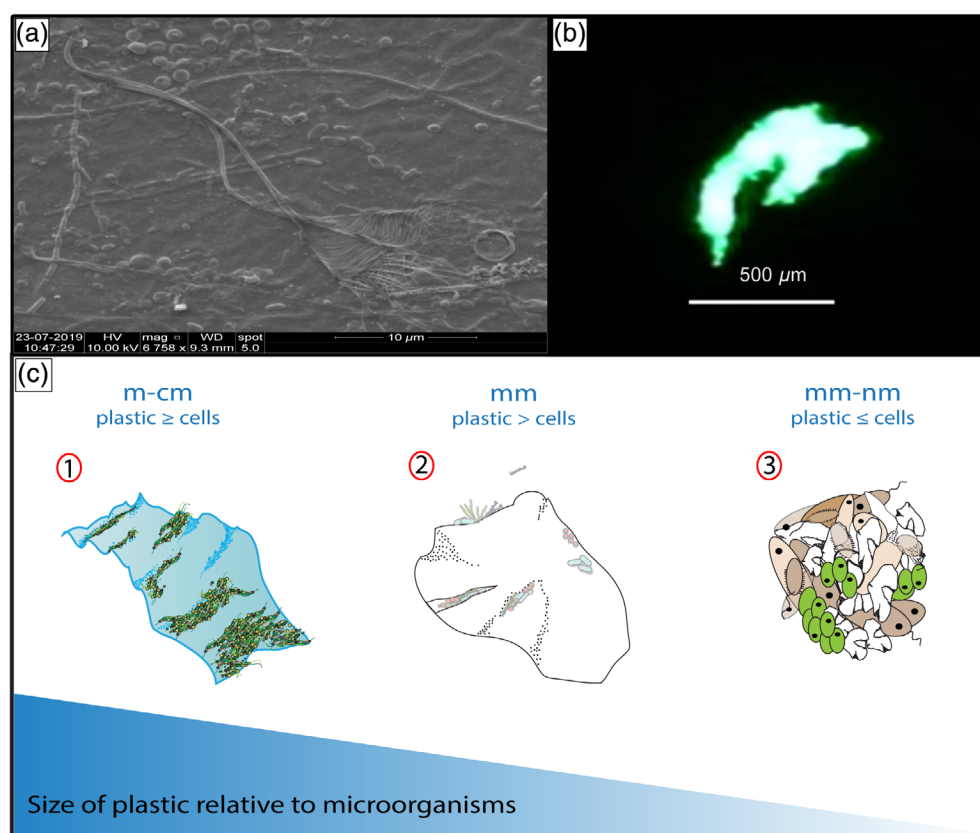 (a)
23-07-2019 HV mag □ WD spot
10:47:29 10.00 kV 6 758 x 9.3 mm 5.0
10 µm
(b)
500 µm
(c)
m-cm
plastic ≥ cells
mm
plastic > cells
mm-nm
plastic ≤ cells
1
2
3
Size of plastic relative to microorganisms